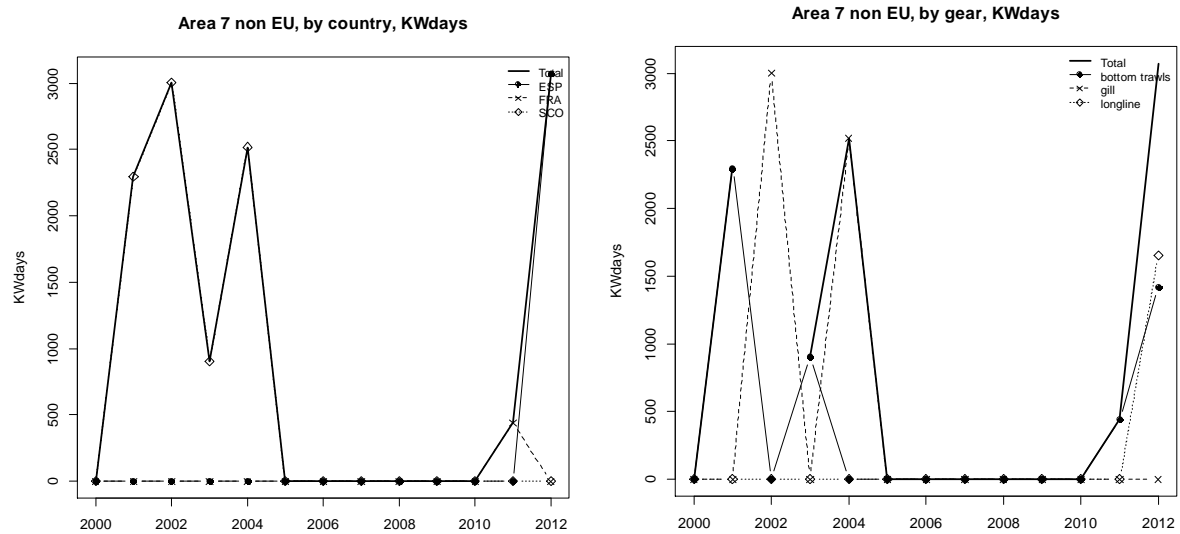 Area 7 non EU, by country, KWdays
KWdays
3000
2500
2000
1500
1000
500
0
2000 2002 2004 2006 2008 2010 2012
Total
ESP
FRA
SCO
Area 7 non EU, by gear, KWdays
KWdays
3000
2500
2000
1500
1000
500
0
2000 2002 2004 2006 2008 2010 2012
Total
bottom trawls
gill
longline